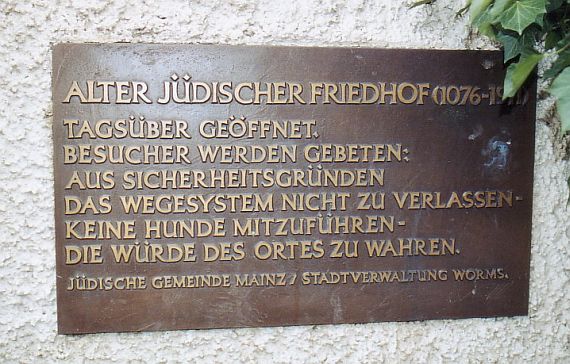 ALTER JÜDISCHER FRIEDHOF (1076-
TAGSÜBER GEÖFFNET.
BESUCHER WERDEN GEBETEN:
AUS SICHERHEITSGRÜNDEN
DAS WEGESYSTEM NICHT ZU VERLASSEN-
KEINE HUNDE MITZUFÜHREN-
DIE WÜRDE DES ORTES ZU WAHREN.
JÜDISCHE GEMEINDE MAINZ / STADTVERWALTUNG WORMS.